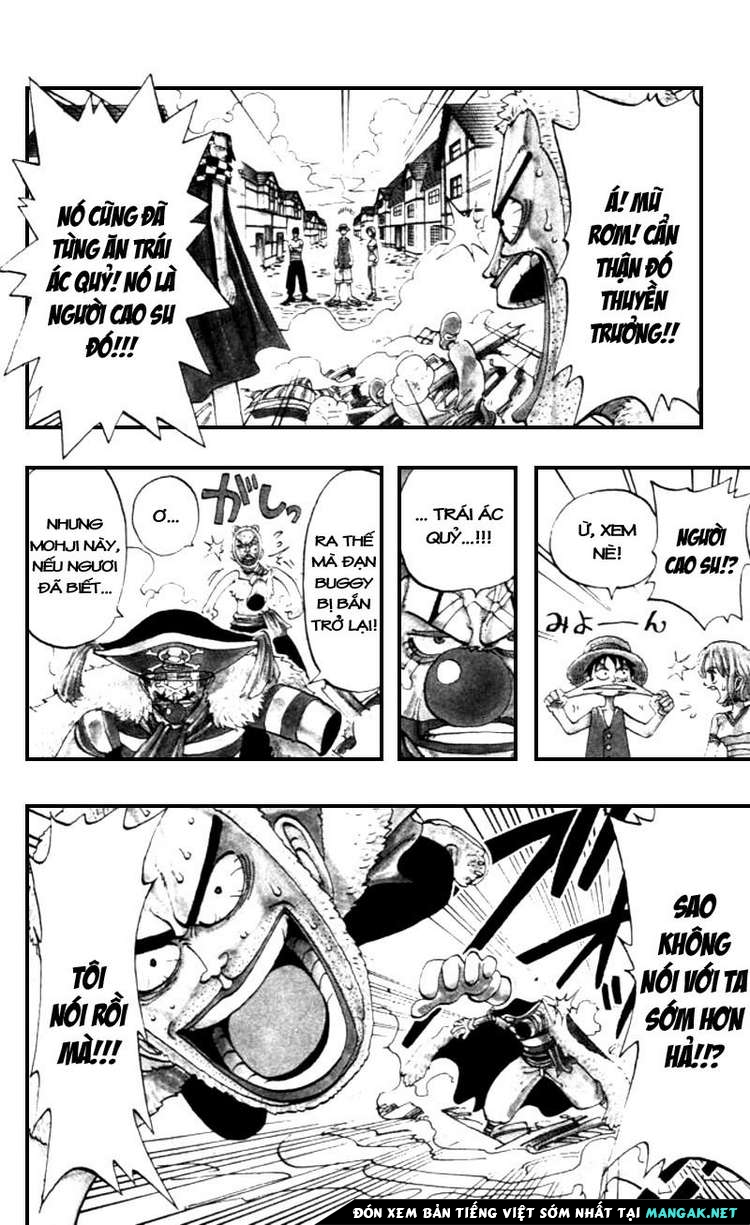 Á! MŨ
RƠM! CẨN
THẬN ĐÓ
THUYỀN
TRƯỞNG!!
NÓ CŨNG ĐÃ
TỪNG ĂN TRÁI
ÁC QUỶ! NÓ LÀ
NGƯỜI CAO SU
ĐÓ!!!
NGƯỜI
CAO SU!?
Ừ, XEM
NÈ!
みよーーん
... TRÁI ÁC
QUỶ...!!!
RA THẾ
MÀ ĐẠN
BUGGY
BỊ BẮN
TRỞ LẠI!
がしっ
Ơ...
NHƯNG
MOHJI NÀY,
NẾU NGƯƠI
ĐÃ BIẾT...
SAO
KHÔNG
NÓI VỚI TA
SỚM HƠN
HẢ!!?
TÔI
NÓI RỒI
MÀ!!!
ĐÓN XEM BẢN TIẾNG VIỆT SỚM NHẤT TẠI MANGAK.NET